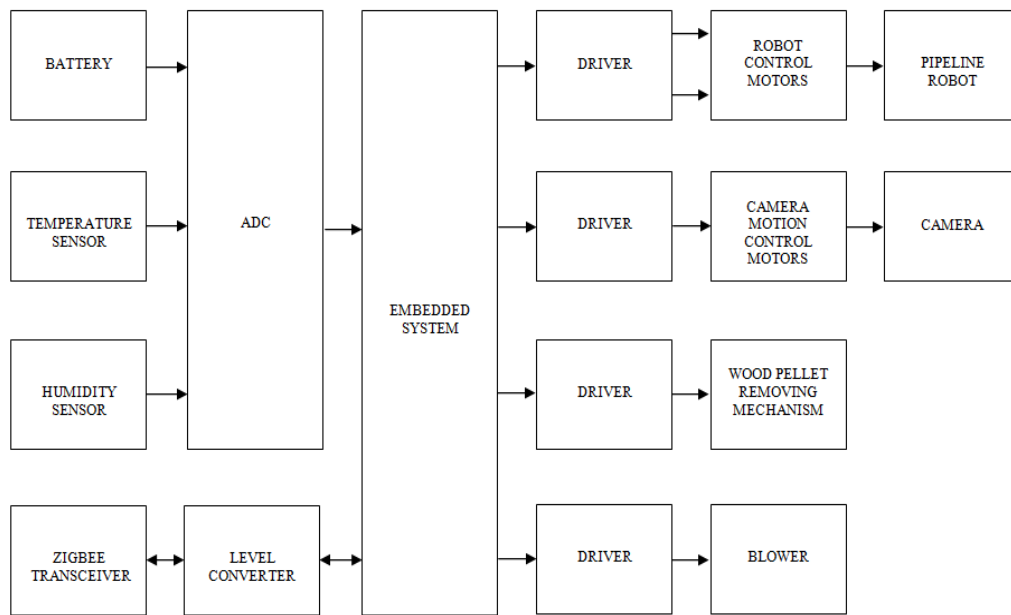 BATTERY
ADC
EMBEDDED
SYSTEM
DRIVER
ROBOT
CONTROL
MOTORS
PIPELINE
ROBOT
TEMPERATURE
SENSOR
DRIVER
CAMERA
MOTION
CONTROL
MOTORS
CAMERA
HUMIDITY
SENSOR
DRIVER
WOOD PELLET
REMOVING
MECHANISM
ZIGBEE
TRANSCEIVER
LEVEL
CONVERTER
DRIVER
BLOWER